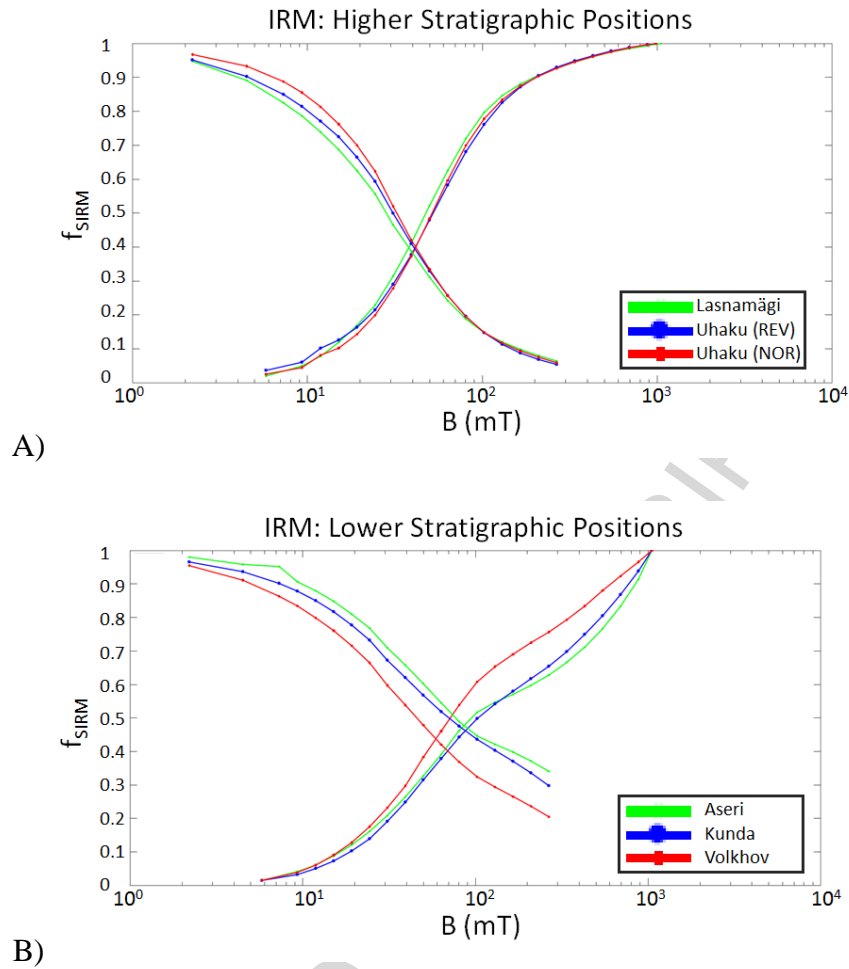 IRM: Higher Stratigraphic Positions
1
0.9
0.8
0.7
0.6
0.5
0.4
0.3
0.2
0.1
0
fSIRM
10^0 10^1 10^2 10^3 10^4
B (mT)
Lasnamägi
Uhaku (REV)
Uhaku (NOR)
A)
IRM: Lower Stratigraphic Positions
1
0.9
0.8
0.7
0.6
0.5
0.4
0.3
0.2
0.1
0
fSIRM
10^0 10^1 10^2 10^3 10^4
B (mT)
Aseri
Kunda
Volkhov
B)